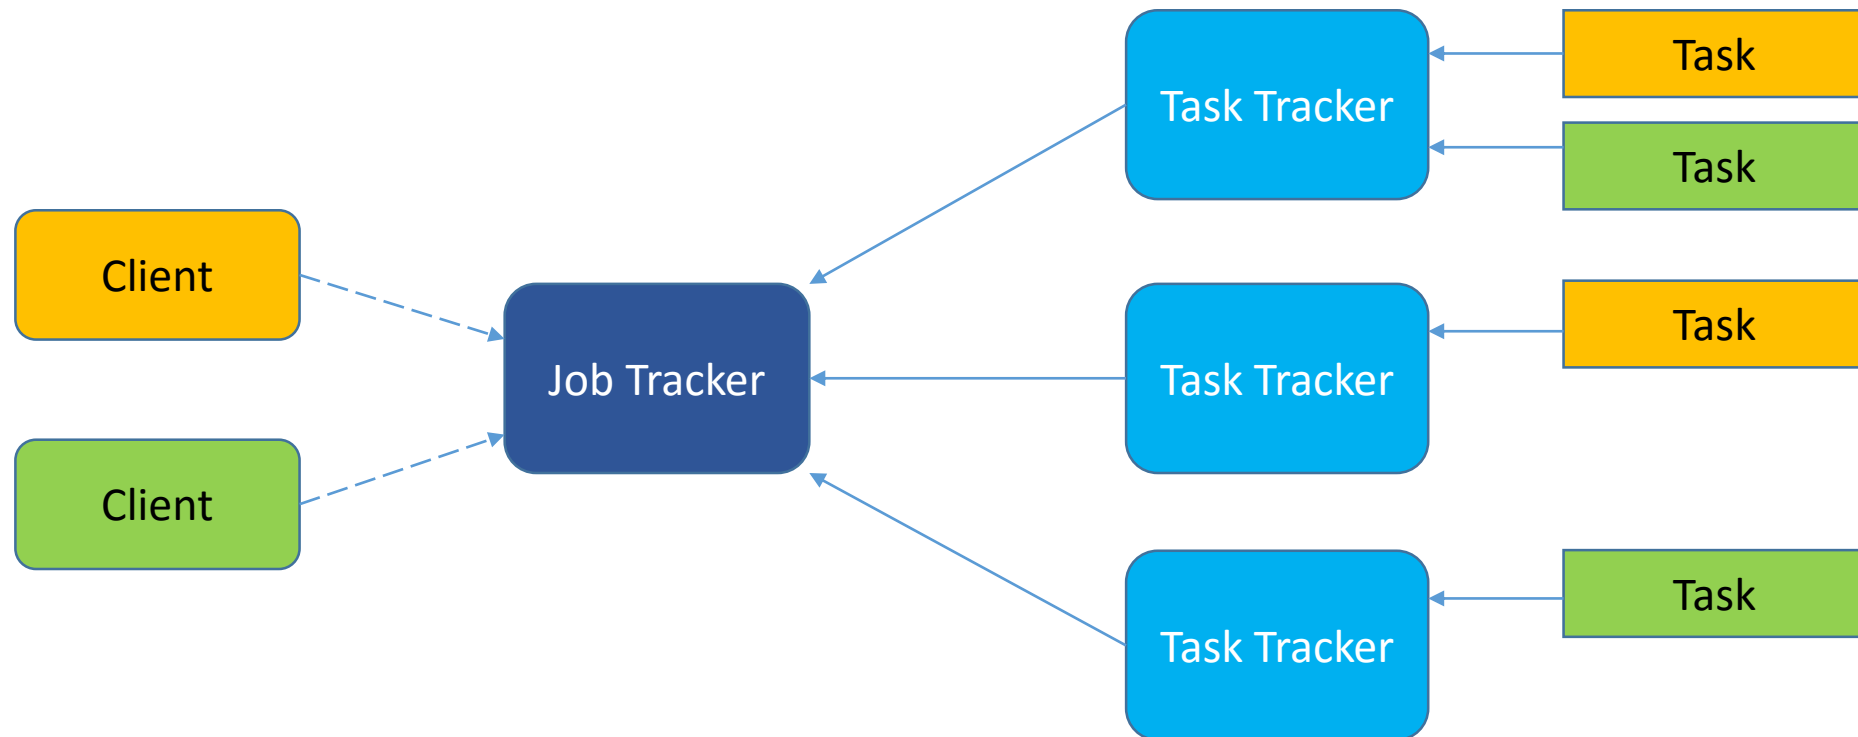 Client
Client
Job Tracker
Task Tracker
Task Tracker
Task Tracker
Task
Task
Task
Task